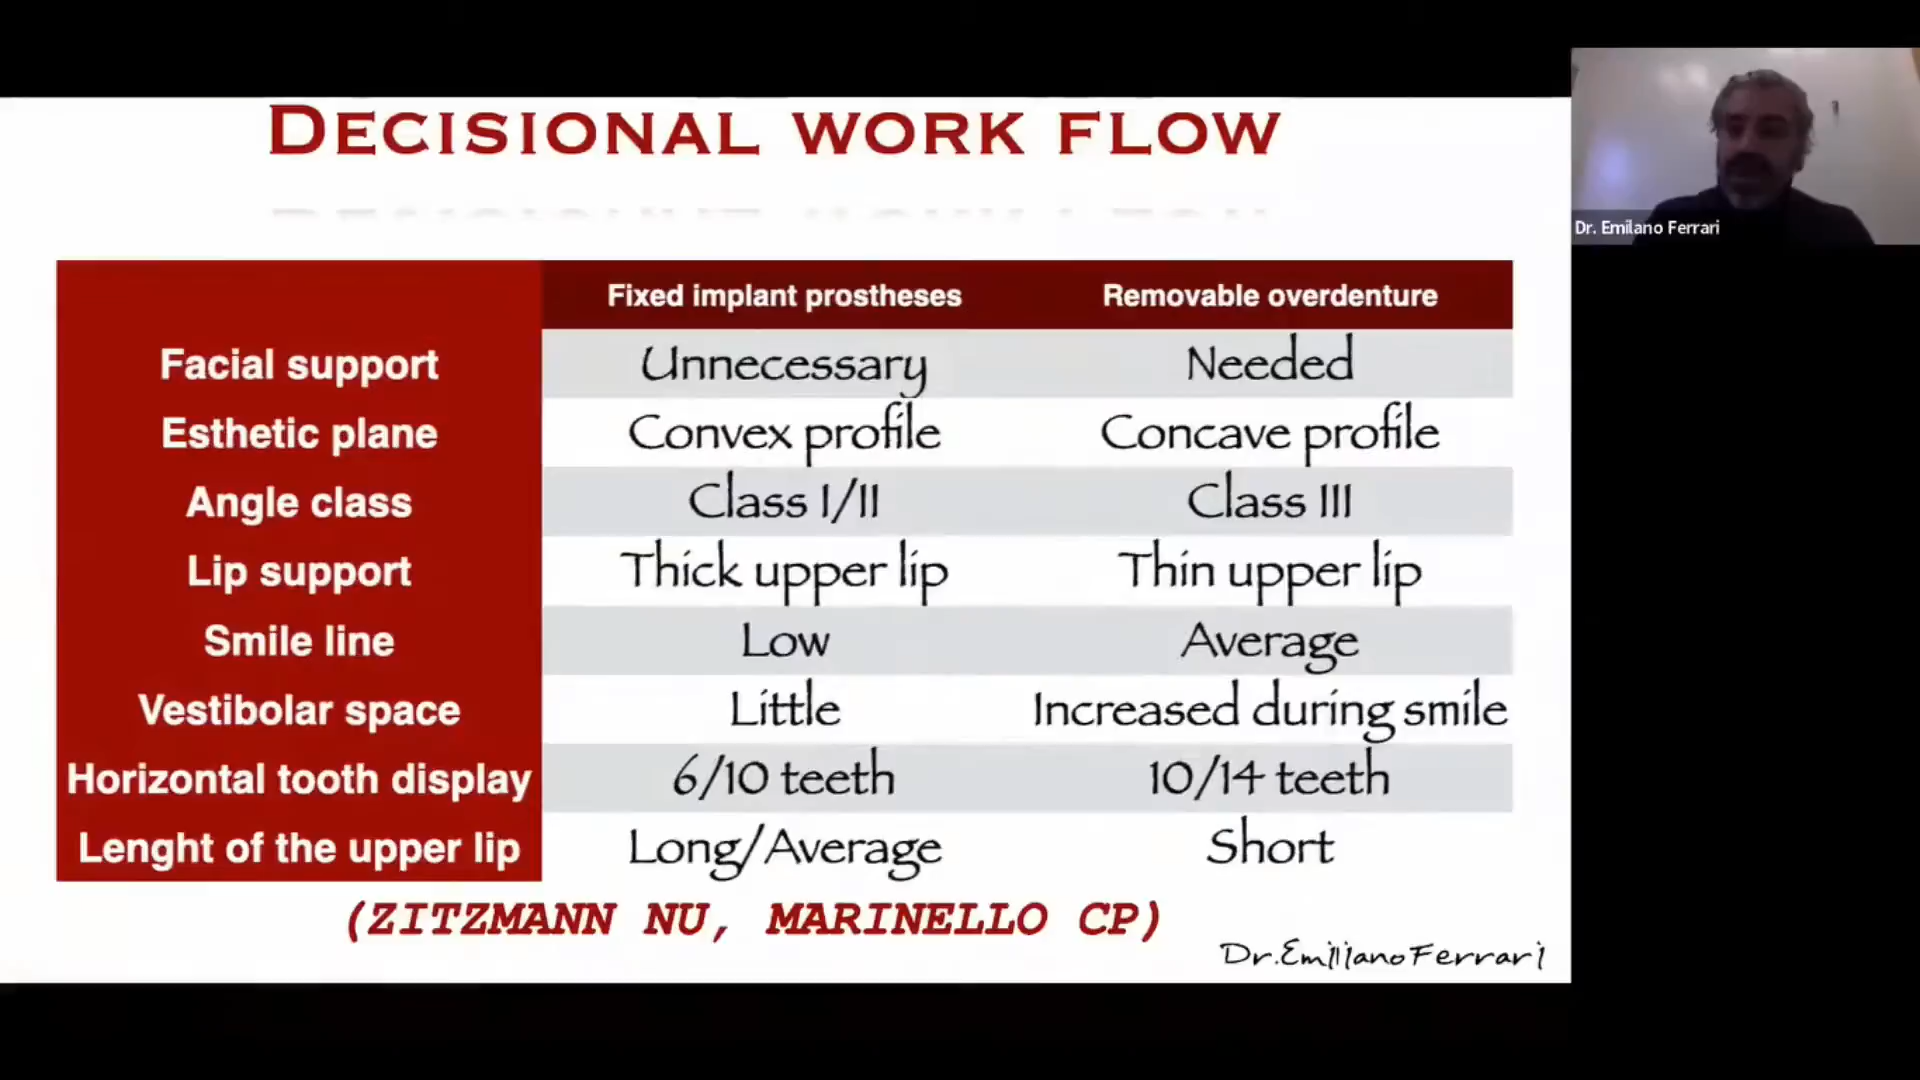 DECISIONAL WORK FLOW
Dr. Emilano Ferrari
Fixed implant prostheses Removable overdenture
Facial support Unnecessary Needed
Esthetic plane Convex profile Concave profile
Angle class Class I/II Class III
Lip support Thick upper lip Thin upper lip
Smile line Low Average
Vestibolar space Little Increased during smile
Horizontal tooth display 6/10 teeth 10/14 teeth
Lenght of the upper lip Long/Average Short
(ZITZMANN NU, MARINELLO CP)
Dr.Emiliano Ferrari